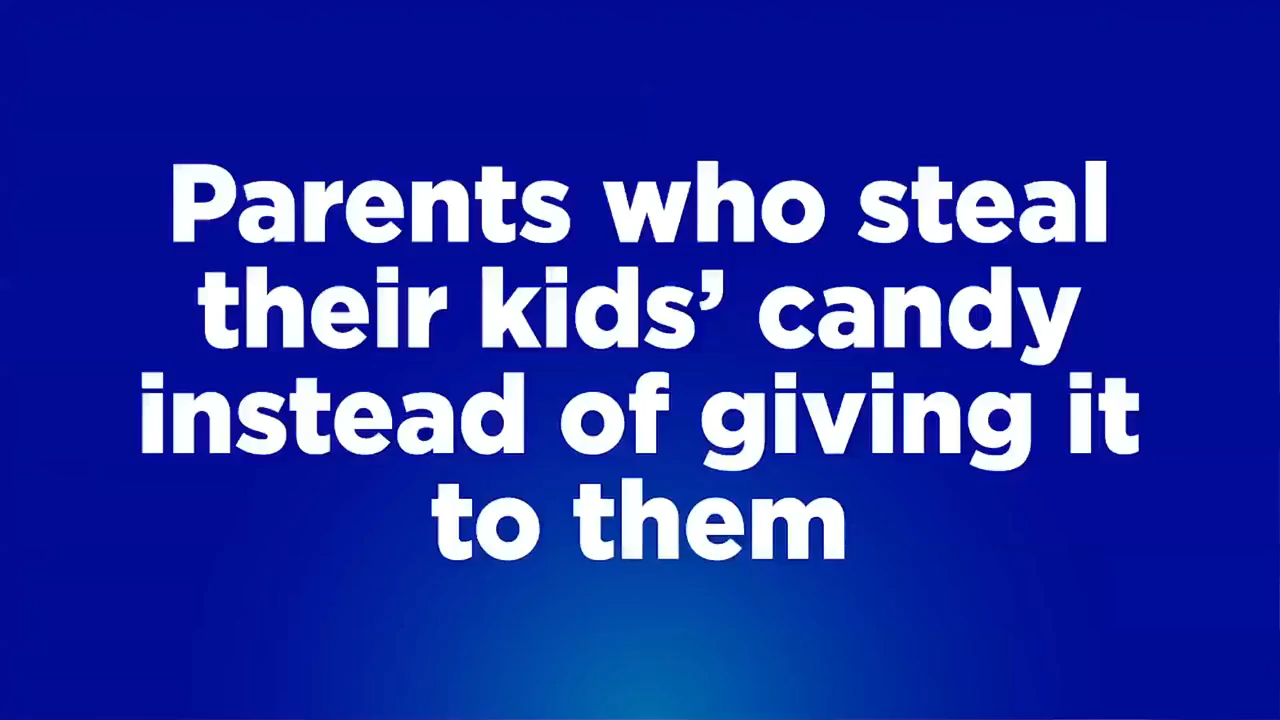 Parents who steal
their kids’ candy
instead of giving it
to them